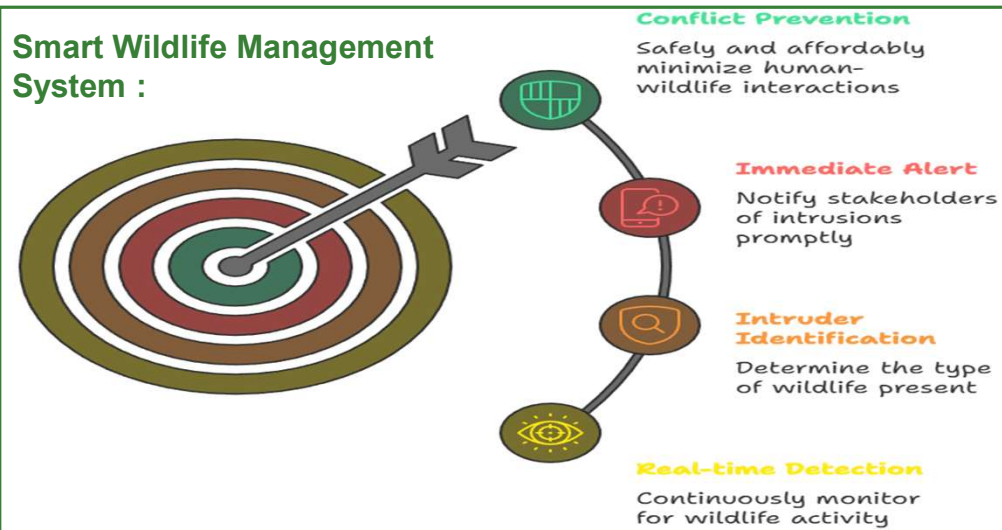 Smart Wildlife Management
System :
Conflict Prevention
Safely and affordably
minimize human-
wildlife interactions
Immediate Alert
Notify stakeholders
of intrusions
promptly
Intruder
Identification
Determine the type
of wildlife present
Real-time Detection
Continuously monitor
for wildlife activity